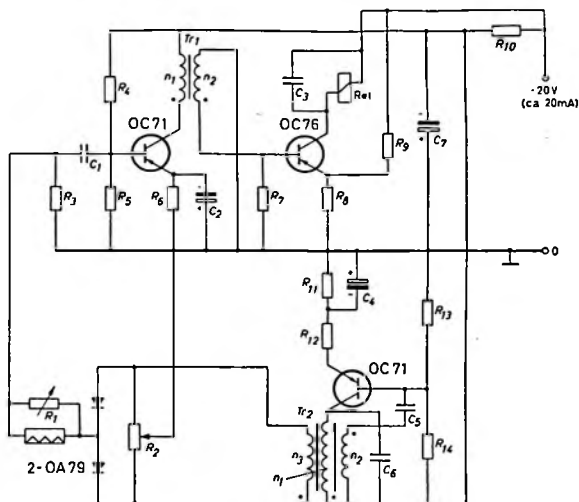 Tr1
R10
n1
n2
C3
Rel
-20V
(ca 20mA)
R4
OC71
OC76
R9
C7
C1
R3
R5
R6
C2
R7
R8
0
R11
C4
R12
R13
OC71
R1
2-OA79
R2
Tr2
C5
n3
n2
C6
R14
n1